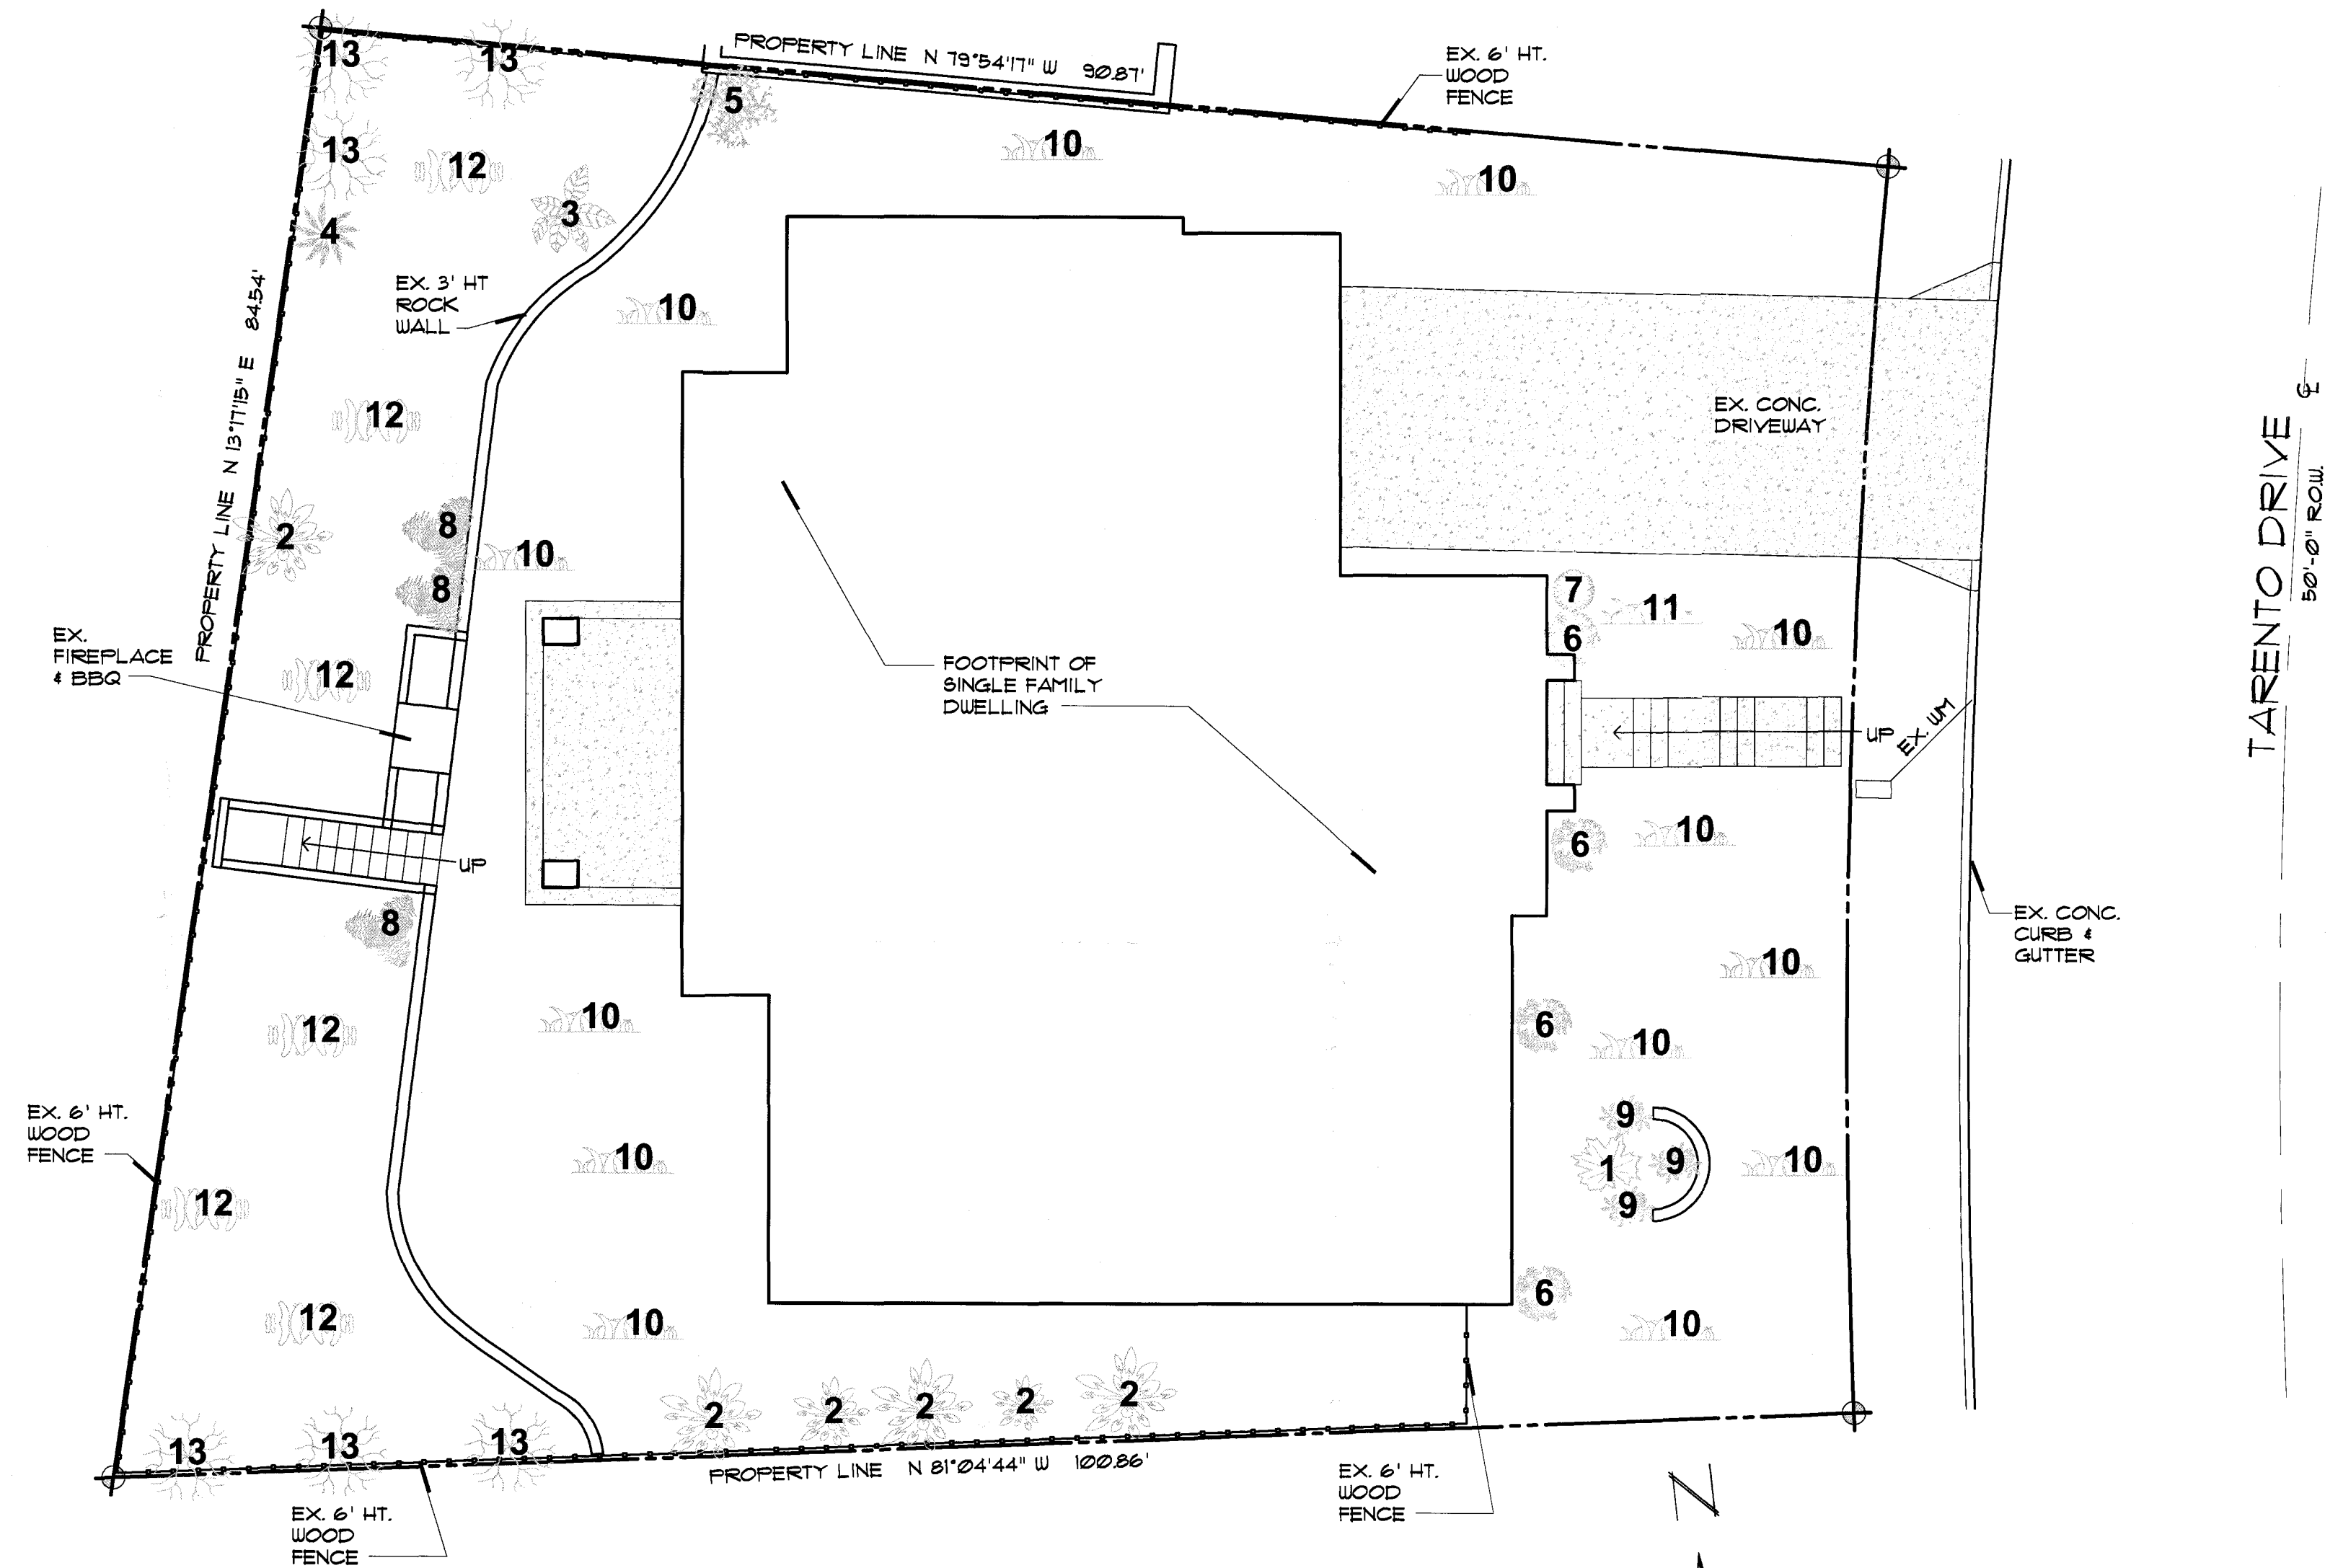 PROPERTY LINE N 79°54'17" W 90.87'
EX. 6' HT.
WOOD
FENCE
13
13
5
10
13
12
10
3
4
EX. 3' HT
ROCK
WALL
10
PROPERTY LINE N 13°17'15" E 84.54'
12
EX. CONC.
DRIVEWAY
TARENTO DRIVE
50'-0" R.O.W.
℄
2
8
10
8
7
11
6
10
EX.
FIREPLACE
& BBQ
12
FOOTPRINT OF
SINGLE FAMILY
DWELLING
UP
EX. WM
10
6
UP
8
EX. CONC.
CURB &
GUTTER
10
12
10
6
10
EX. 6' HT.
WOOD
FENCE
9
10
1
9
10
12
9
12
10
6
10
2
2
2
2
2
13
13
13
PROPERTY LINE N 81°04'44" W 100.86'
EX. 6' HT.
WOOD
FENCE
EX. 6' HT.
WOOD
FENCE
N